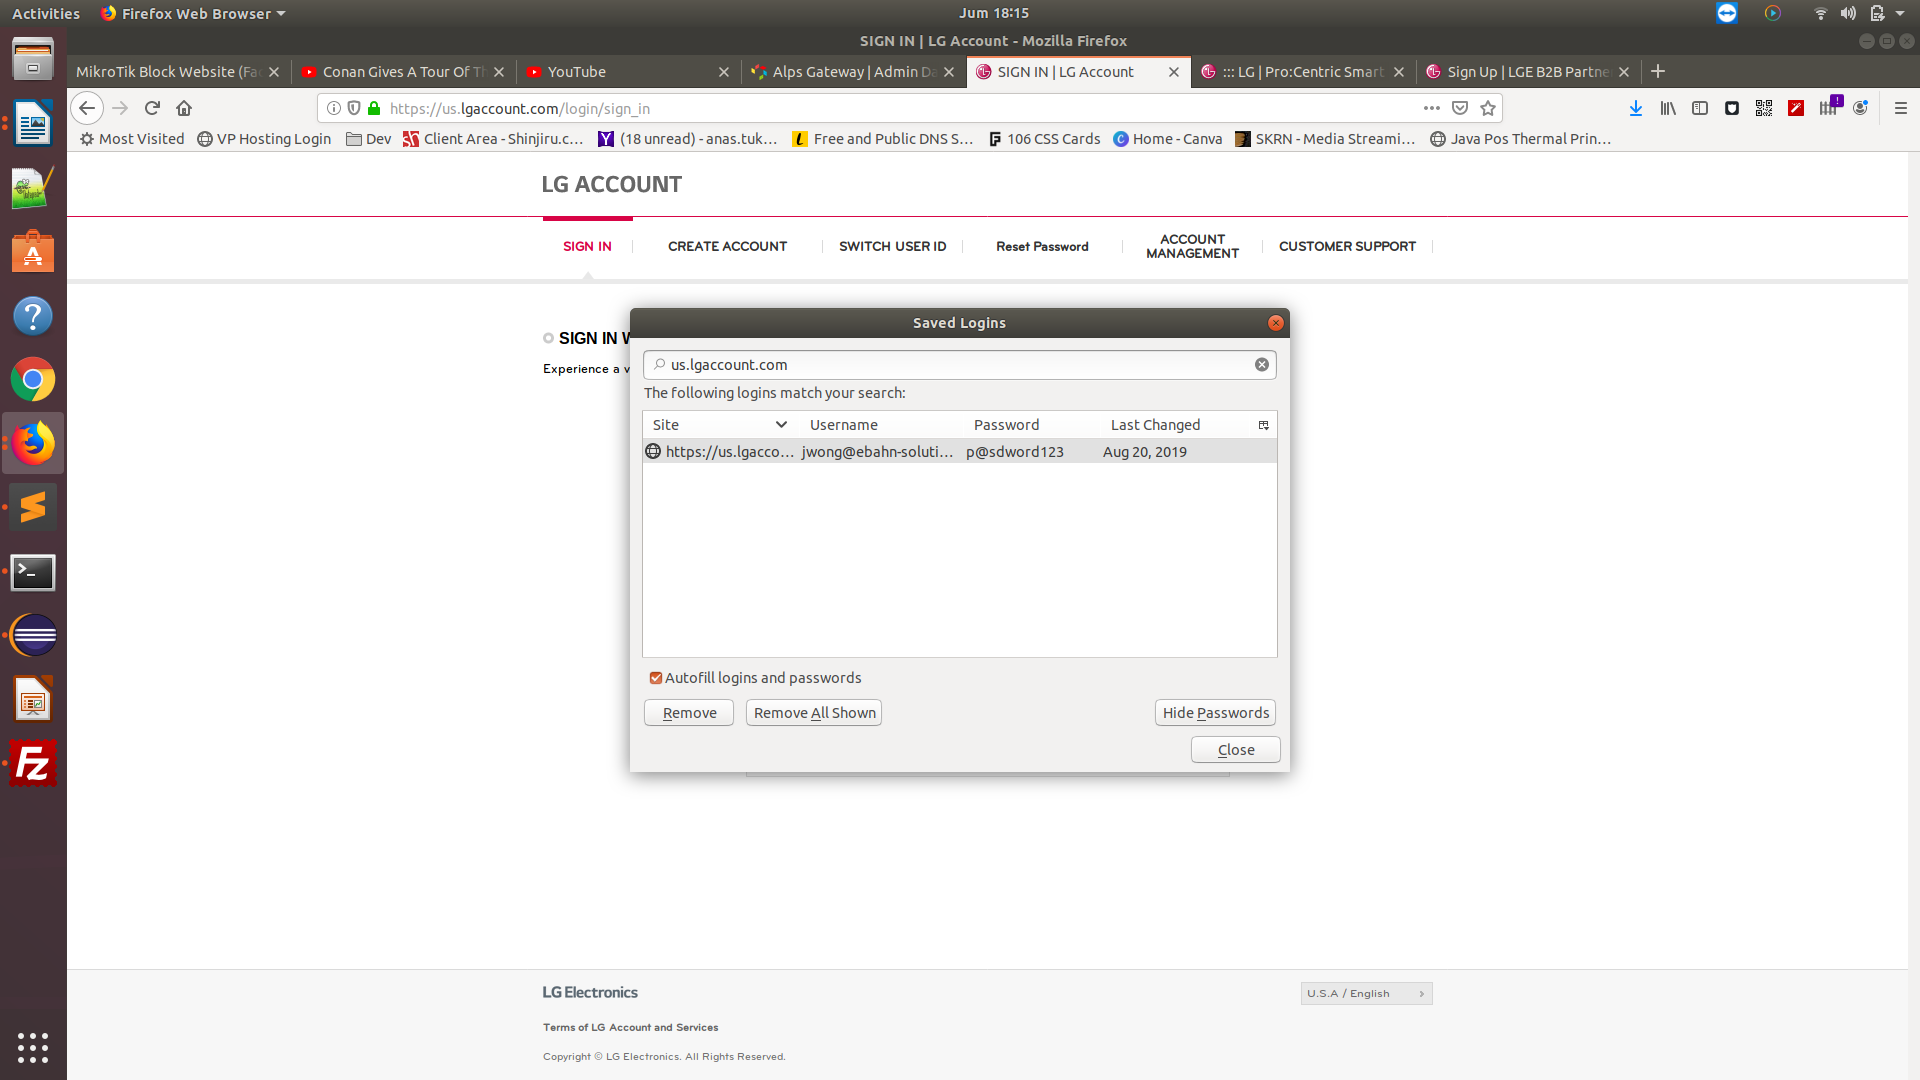 Activities
Firefox Web Browser
Jum 18:15
SIGN IN | LG Account - Mozilla Firefox
MikroTik Block Website (Fa
Conan Gives A Tour Of Th
YouTube
Alps Gateway | Admin Da
SIGN IN | LG Account
::: LG | Pro:Centric Smart
Sign Up | LGE B2B Partne
https://us.lgaccount.com/login/sign_in
Most Visited
VP Hosting Login
Dev
Client Area - Shinjiru.c…
(18 unread) - anas.tuk…
Free and Public DNS S…
106 CSS Cards
Home - Canva
SKRN - Media Streami…
Java Pos Thermal Prin…
LG ACCOUNT
SIGN IN
CREATE ACCOUNT
SWITCH USER ID
Reset Password
ACCOUNT
MANAGEMENT
CUSTOMER SUPPORT
SIGN IN W
Experience a v
Saved Logins
us.lgaccount.com
The following logins match your search:
Site
Username
Password
Last Changed
https://us.lgacco…
jwong@ebahn-soluti…
p@sdword123
Aug 20, 2019
Autofill logins and passwords
Remove
Remove All Shown
Hide Passwords
Close
LG Electronics
U.S.A / English
Terms of LG Account and Services
Copyright © LG Electronics. All Rights Reserved.